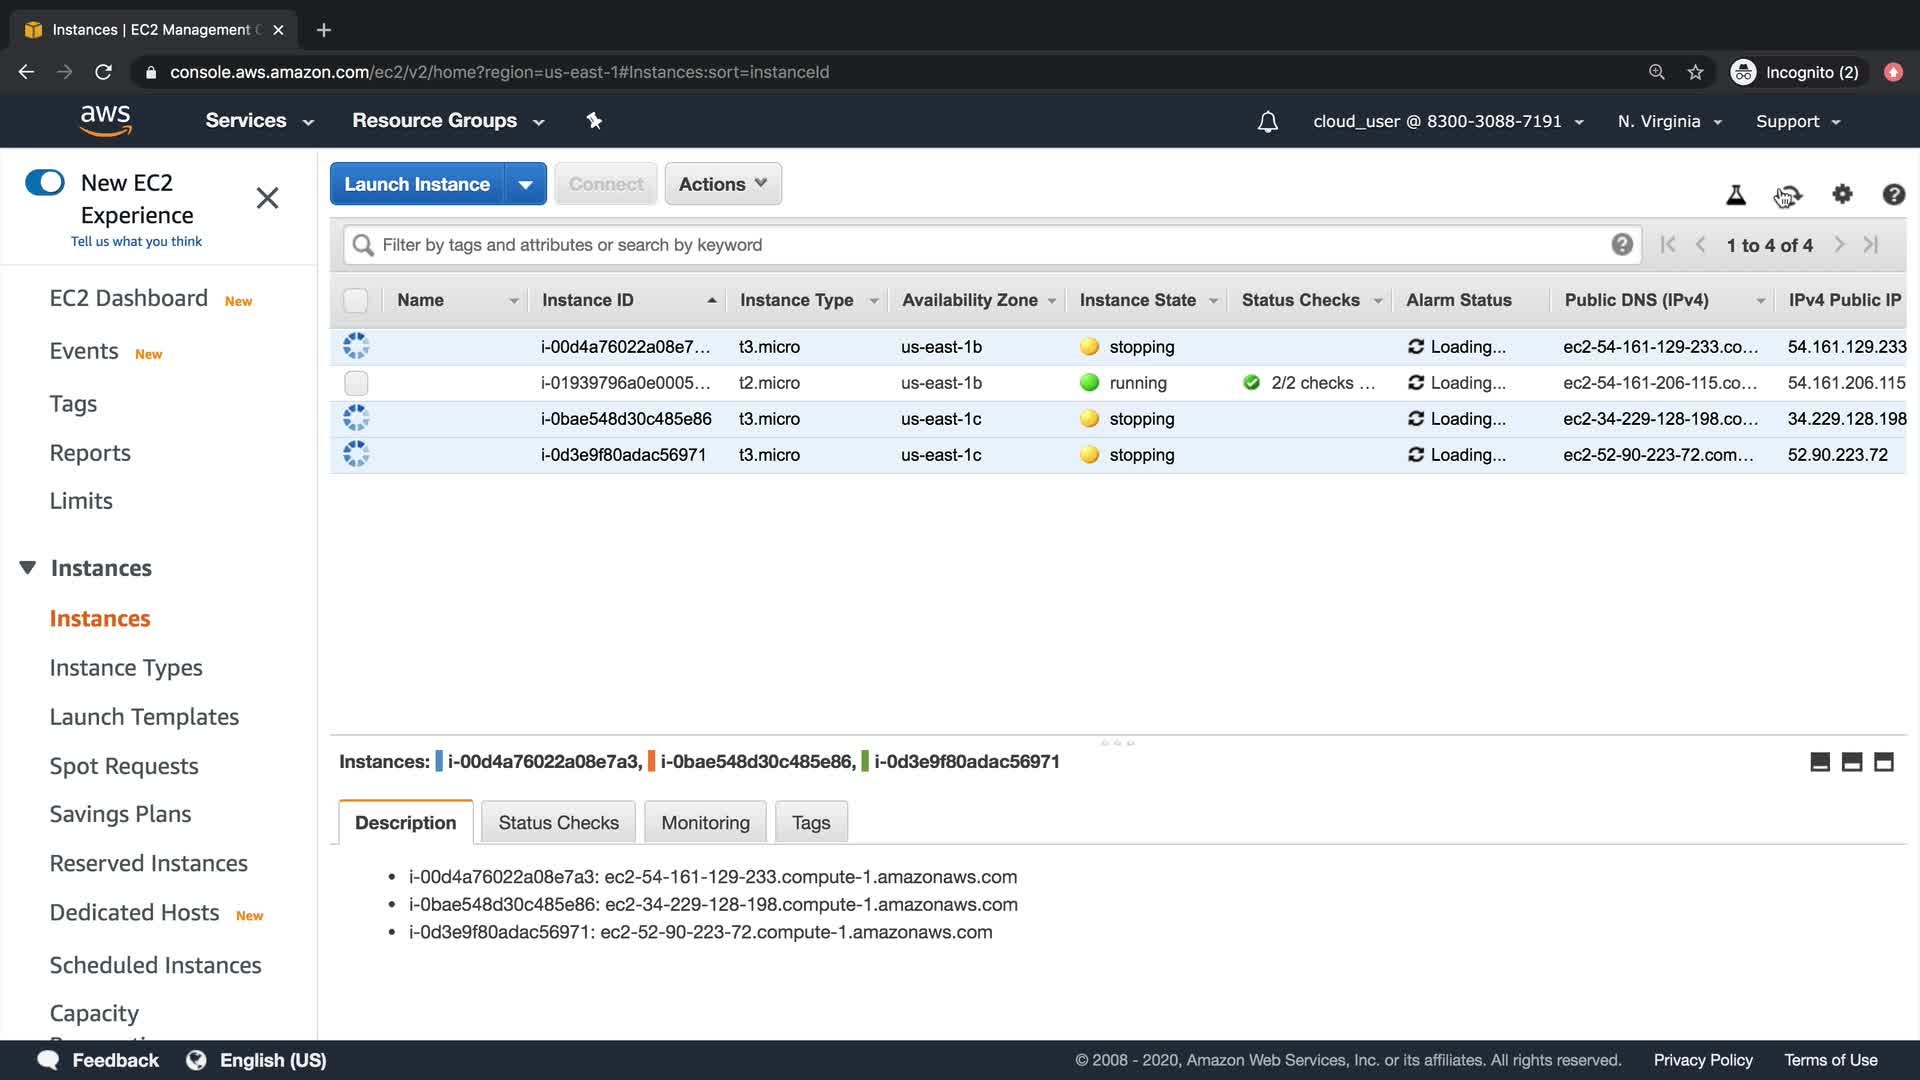 Instances | EC2 Management C
console.aws.amazon.com/ec2/v2/home?region=us-east-1#Instances:sort=instanceId
Incognito (2)
aws
Services
Resource Groups
cloud_user @ 8300-3088-7191
N. Virginia
Support
New EC2
Experience
Tell us what you think
EC2 Dashboard New
Events New
Tags
Reports
Limits
Instances
Instances
Instance Types
Launch Templates
Spot Requests
Savings Plans
Reserved Instances
Dedicated Hosts New
Scheduled Instances
Capacity
Launch Instance
Connect
Actions
Filter by tags and attributes or search by keyword
1 to 4 of 4
Name Instance ID Instance Type Availability Zone Instance State Status Checks Alarm Status Public DNS (IPv4) IPv4 Public IP
i-00d4a76022a08e7... t3.micro us-east-1b stopping Loading... ec2-54-161-129-233.co... 54.161.129.233
i-01939796a0e0005... t2.micro us-east-1b running 2/2 checks ... Loading... ec2-54-161-206-115.co... 54.161.206.115
i-0bae548d30c485e86 t3.micro us-east-1c stopping Loading... ec2-34-229-128-198.co... 34.229.128.198
i-0d3e9f80adac56971 t3.micro us-east-1c stopping Loading... ec2-52-90-223-72.com... 52.90.223.72
Instances: i-00d4a76022a08e7a3, i-0bae548d30c485e86, i-0d3e9f80adac56971
Description
Status Checks
Monitoring
Tags
• i-00d4a76022a08e7a3: ec2-54-161-129-233.compute-1.amazonaws.com
• i-0bae548d30c485e86: ec2-34-229-128-198.compute-1.amazonaws.com
• i-0d3e9f80adac56971: ec2-52-90-223-72.compute-1.amazonaws.com
Feedback
English (US)
© 2008 - 2020, Amazon Web Services, Inc. or its affiliates. All rights reserved.
Privacy Policy
Terms of Use